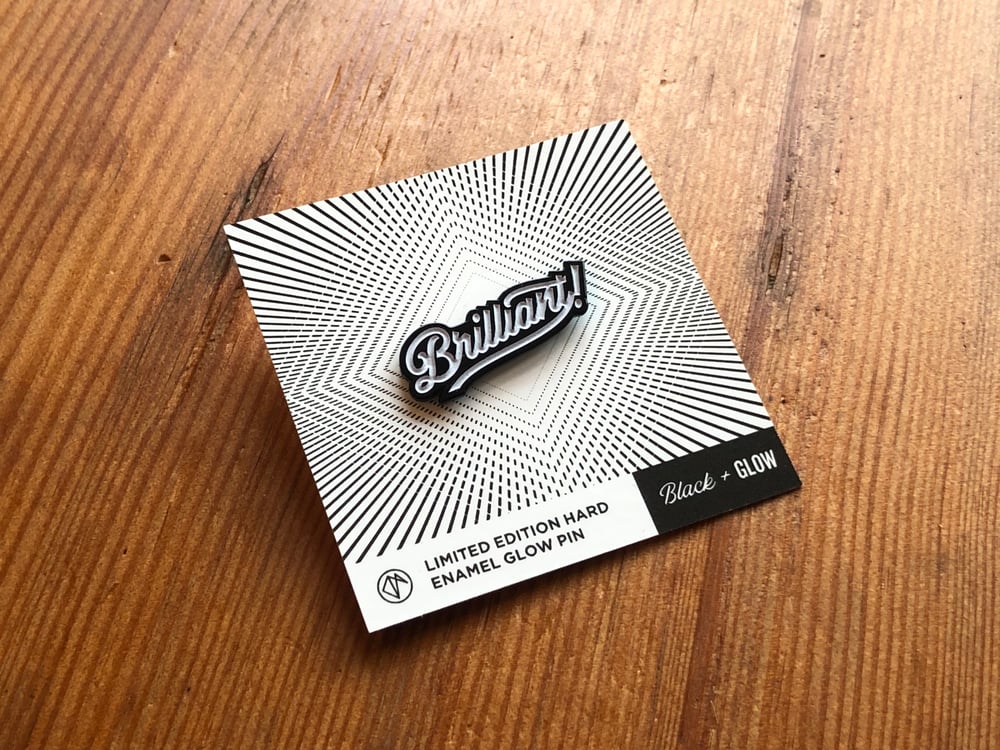 Brilliant!
Black + GLOW
LIMITED EDITION HARD
ENAMEL GLOW PIN